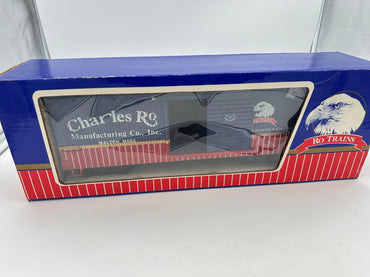 Charles Ro
Manufacturing Co., Inc.
MALDEN, MASS.
RO TRAINS